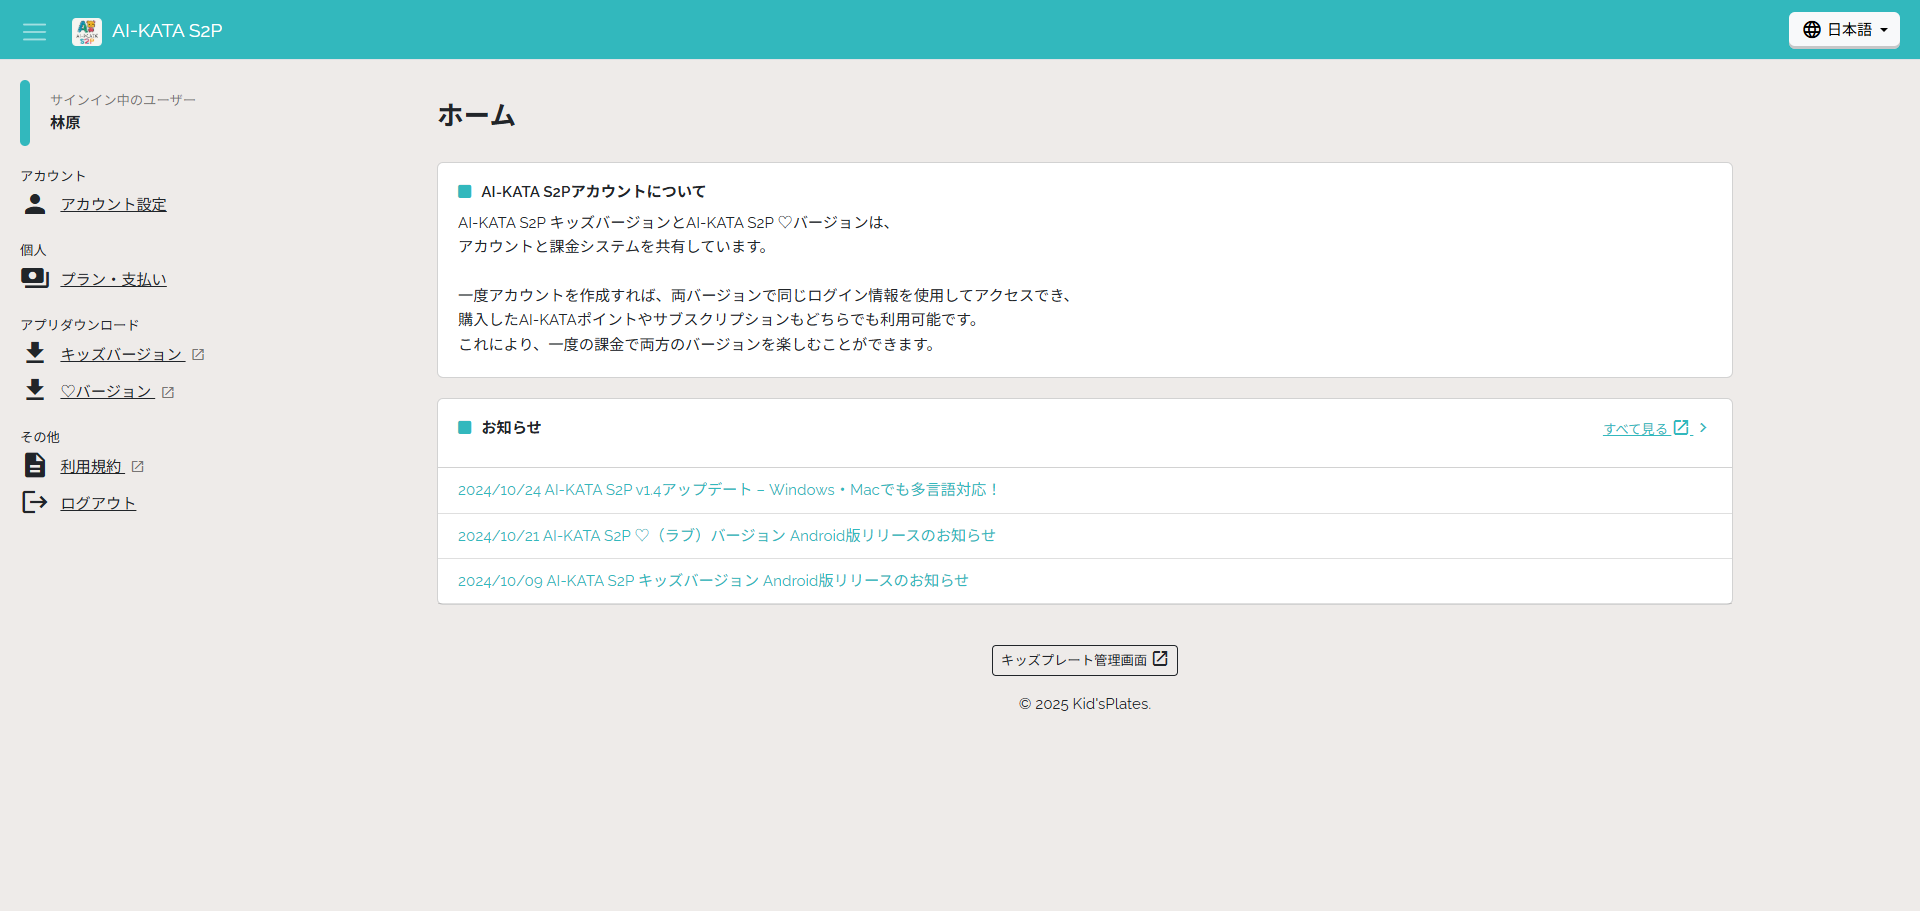 AI-KATA S2P
日本語
サインイン中のユーザー
林原
アカウント
アカウント設定
個人
プラン・支払い
アプリダウンロード
キッズバージョン
♡バージョン
その他
利用規約
ログアウト
ホーム
AI-KATA S2Pアカウントについて
AI-KATA S2P キッズバージョンとAI-KATA S2P ♡バージョンは、
アカウントと課金システムを共有しています。
一度アカウントを作成すれば、両バージョンで同じログイン情報を使用してアクセスでき、
購入したAI-KATAポイントやサブスクリプションもどちらでも利用可能です。
これにより、一度の課金で両方のバージョンを楽しむことができます。
お知らせ
すべて見る
2024/10/24 AI-KATA S2P v1.4アップデート – Windows・Macでも多言語対応！
2024/10/21 AI-KATA S2P ♡（ラブ）バージョン Android版リリースのお知らせ
2024/10/09 AI-KATA S2P キッズバージョン Android版リリースのお知らせ
キッズプレート管理画面
© 2025 Kid'sPlates.